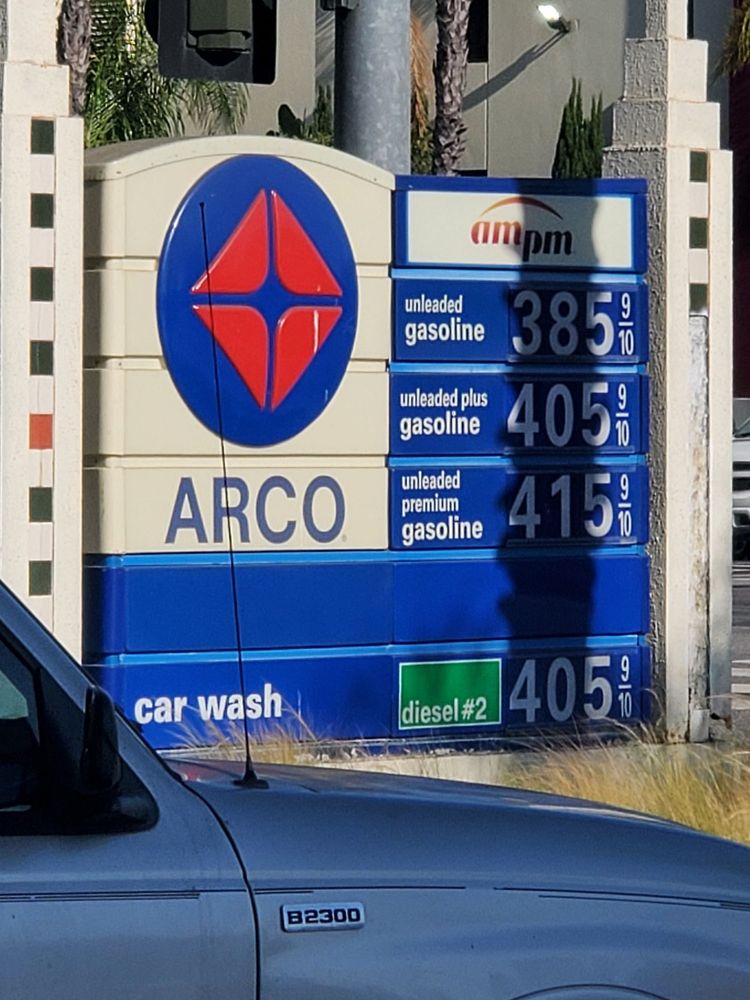 ampm
unleaded
gasoline
385 9/10
unleaded plus
gasoline
405 9/10
ARCO
unleaded
premium
gasoline
415 9/10
car wash
diesel #2
405 9/10
B2300